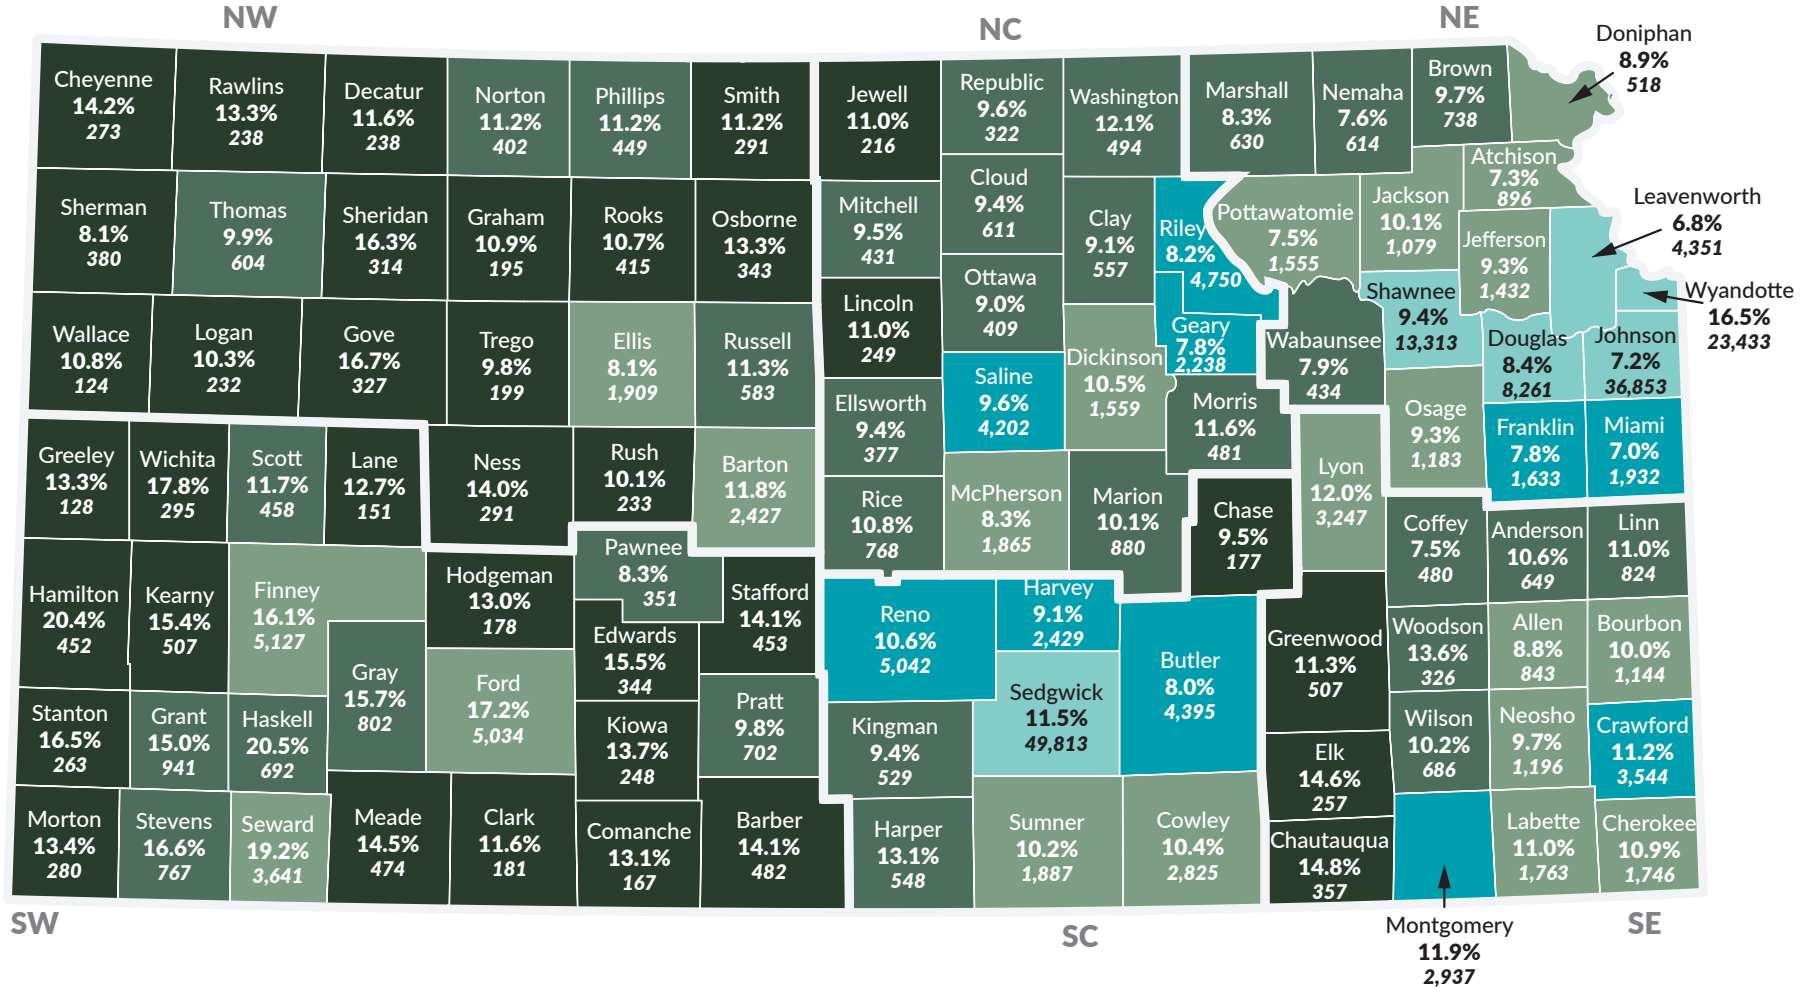 NW
NC
NE
Cheyenne
14.2%
273
Rawlins
13.3%
238
Decatur
11.6%
238
Norton
11.2%
402
Phillips
11.2%
449
Smith
11.2%
291
Jewell
11.0%
216
Republic
9.6%
322
Washington
12.1%
494
Marshall
8.3%
630
Nemaha
7.6%
614
Brown
9.7%
738
Doniphan
8.9%
518
Sherman
8.1%
380
Thomas
9.9%
604
Sheridan
16.3%
314
Graham
10.9%
195
Rooks
10.7%
415
Osborne
13.3%
343
Mitchell
9.5%
431
Cloud
9.4%
611
Clay
9.1%
557
Riley
8.2%
4,750
Pottawatomie
7.5%
1,555
Jackson
10.1%
1,079
Atchison
7.3%
896
Jefferson
9.3%
1,432
Leavenworth
6.8%
4,351
Wyandotte
16.5%
23,433
Wallace
10.8%
124
Logan
10.3%
232
Gove
16.7%
327
Trego
9.8%
199
Ellis
8.1%
1,909
Russell
11.3%
583
Lincoln
11.0%
249
Ottawa
9.0%
409
Saline
9.6%
4,202
Dickinson
10.5%
1,559
Geary
7.8%
2,238
Wabaunsee
7.9%
434
Shawnee
9.4%
13,313
Douglas
8.4%
8,261
Johnson
7.2%
36,853
Greeley
13.3%
128
Wichita
17.8%
295
Scott
11.7%
458
Lane
12.7%
151
Ness
14.0%
291
Rush
10.1%
233
Barton
11.8%
2,427
Ellsworth
9.4%
377
Rice
10.8%
768
McPherson
8.3%
1,865
Marion
10.1%
880
Morris
11.6%
481
Chase
9.5%
177
Lyon
12.0%
3,247
Osage
9.3%
1,183
Franklin
7.8%
1,633
Miami
7.0%
1,932
Coffey
7.5%
480
Anderson
10.6%
649
Linn
11.0%
824
Hamilton
20.4%
452
Kearny
15.4%
507
Finney
16.1%
5,127
Hodgeman
13.0%
178
Pawnee
8.3%
351
Stafford
14.1%
453
Edwards
15.5%
344
Gray
15.7%
802
Ford
17.2%
5,034
Kiowa
13.7%
248
Pratt
9.8%
702
Reno
10.6%
5,042
Harvey
9.1%
2,429
Sedgwick
11.5%
49,813
Butler
8.0%
4,395
Kingman
9.4%
529
Greenwood
11.3%
507
Woodson
13.6%
326
Allen
8.8%
843
Bourbon
10.0%
1,144
Stanton
16.5%
263
Grant
15.0%
941
Haskell
20.5%
692
Elk
14.6%
257
Wilson
10.2%
686
Neosho
9.7%
1,196
Crawford
11.2%
3,544
Morton
13.4%
280
Stevens
16.6%
767
Seward
19.2%
3,641
Meade
14.5%
474
Clark
11.6%
181
Comanche
13.1%
167
Barber
14.1%
482
Harper
13.1%
548
Sumner
10.2%
1,887
Cowley
10.4%
2,825
Chautauqua
14.8%
357
Labette
11.0%
1,763
Cherokee
10.9%
1,746
Montgomery
11.9%
2,937
SW
SC
SE